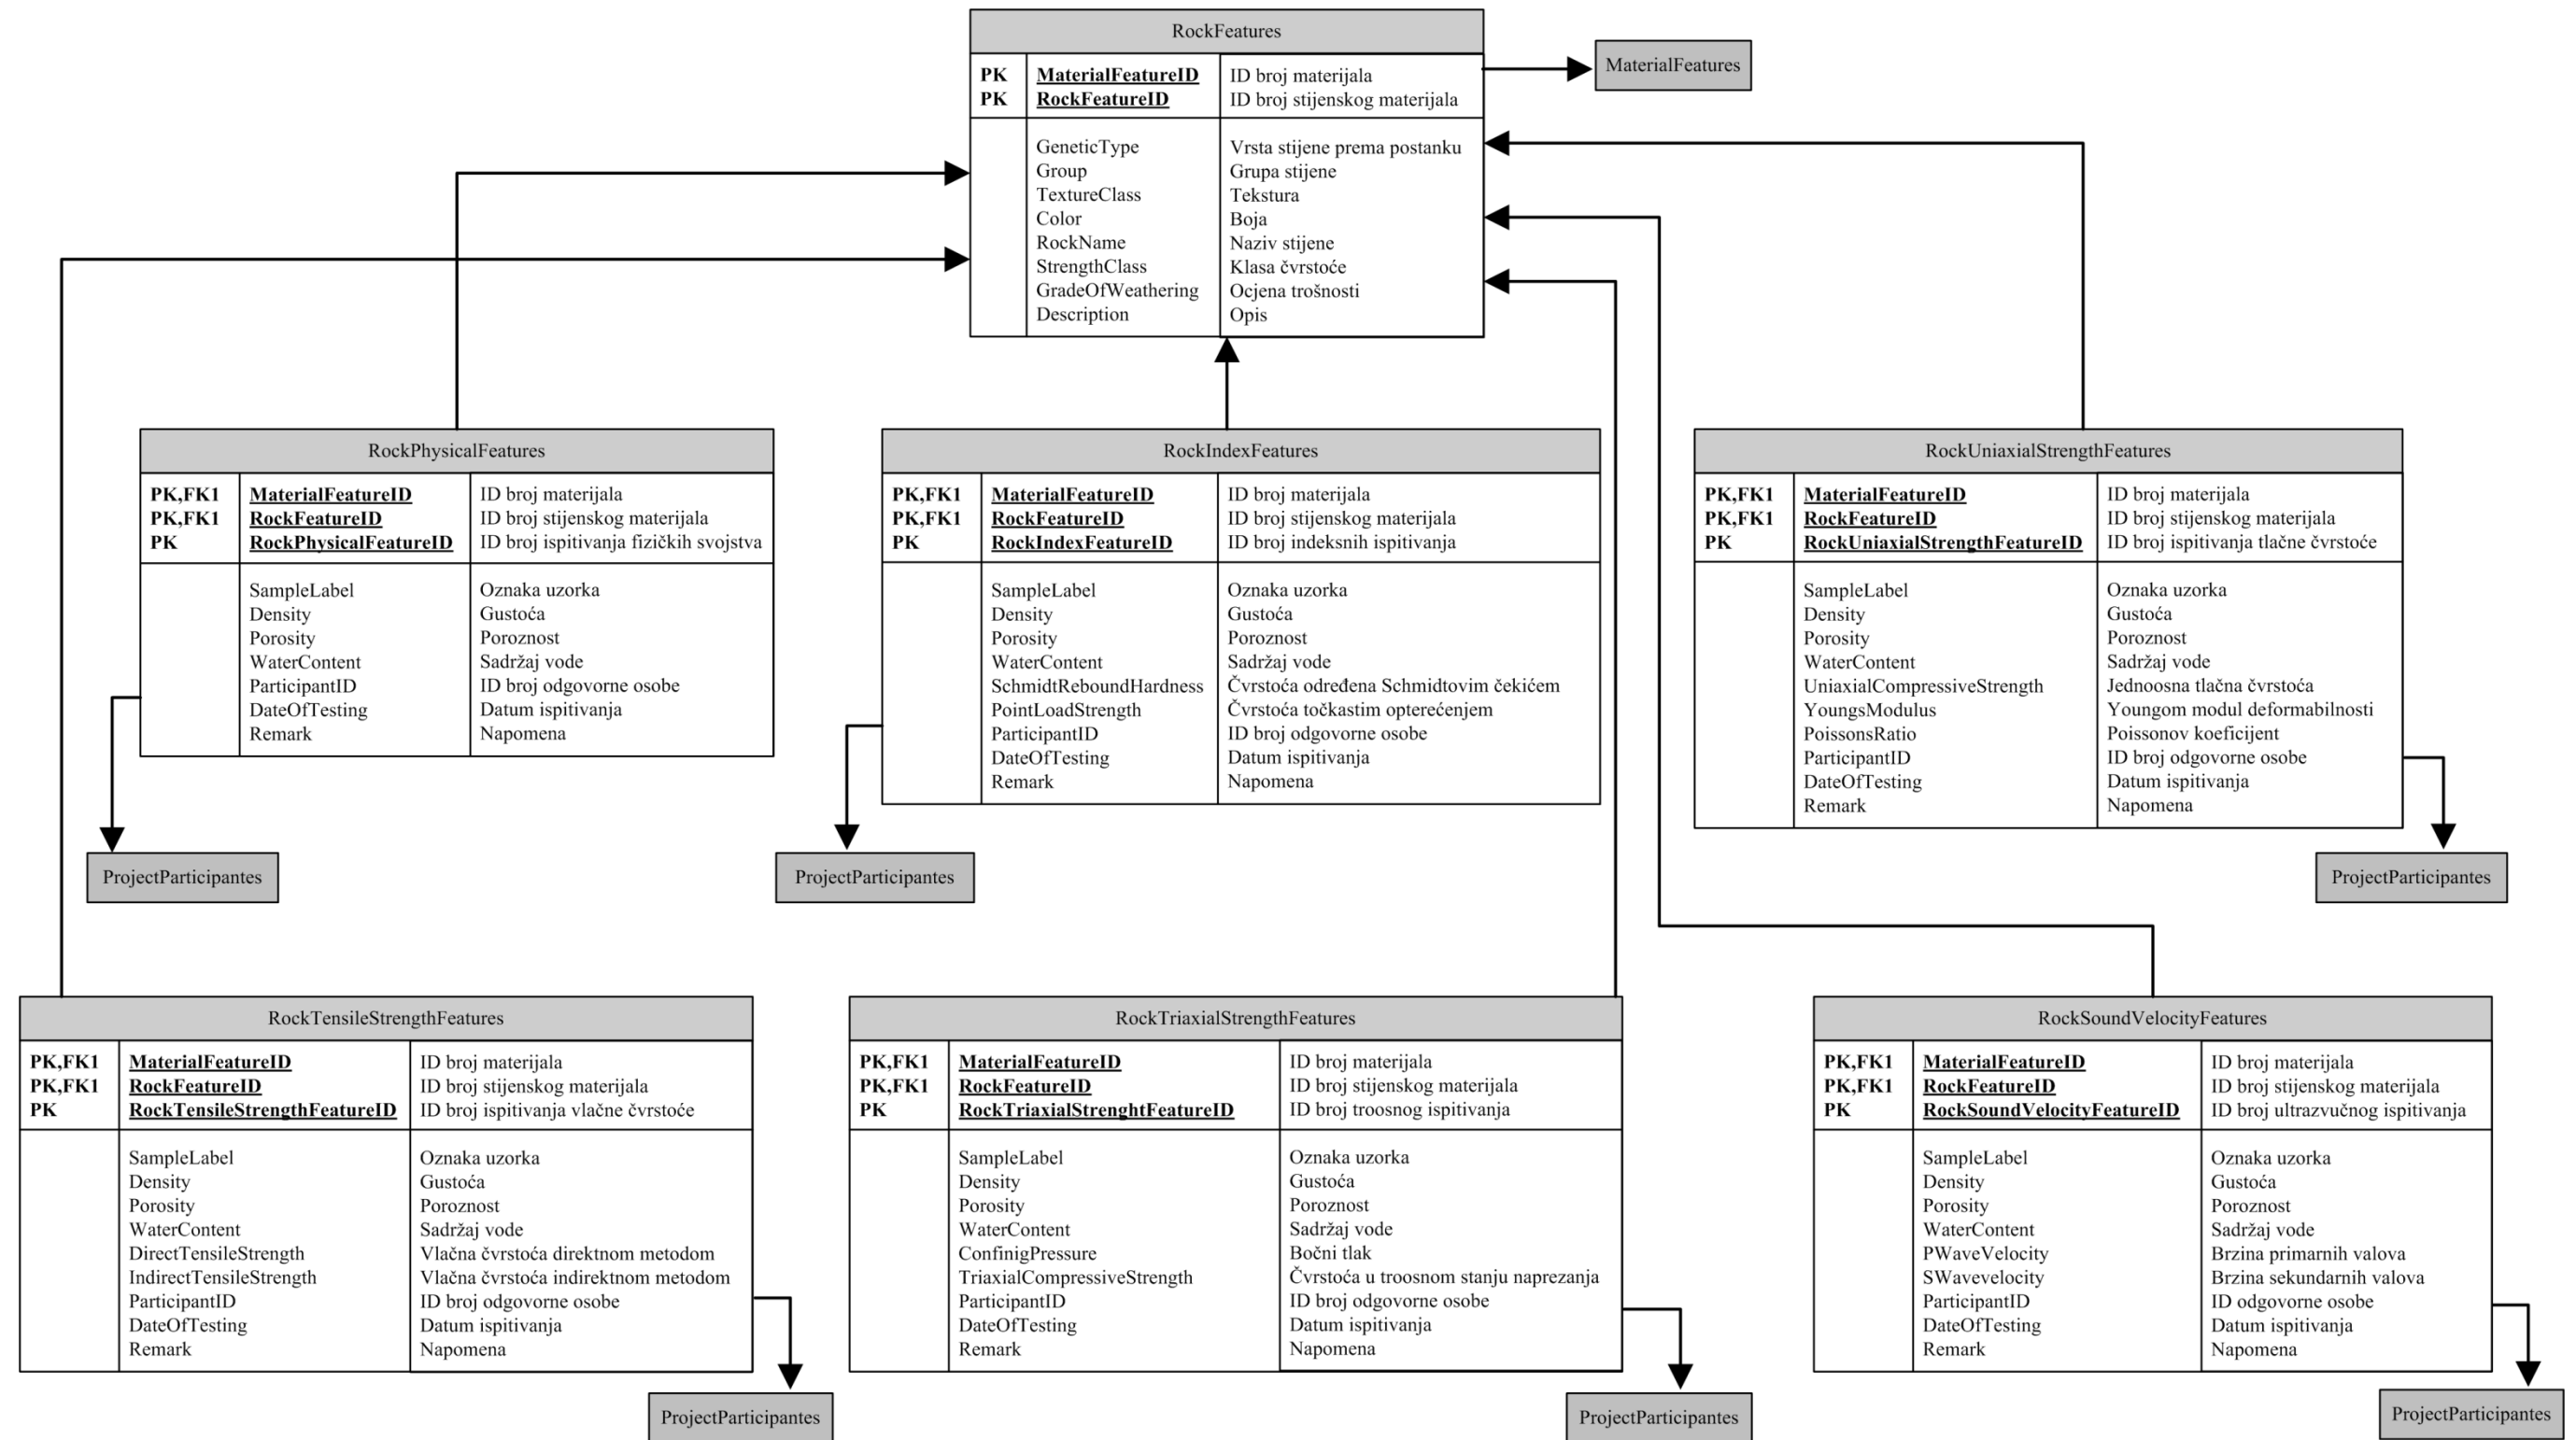 RockFeatures
PK MaterialFeatureID ID broj materijala
PK RockFeatureID ID broj stijenskog materijala
GeneticType Vrsta stijene prema postanku
Group Grupa stijene
TextureClass Tekstura
Color Boja
RockName Naziv stijene
StrengthClass Klasa čvrstoće
GradeOfWeathering Ocjena trošnosti
Description Opis
MaterialFeatures
RockPhysicalFeatures
PK,FK1 MaterialFeatureID ID broj materijala
PK,FK1 RockFeatureID ID broj stijenskog materijala
PK RockPhysicalFeatureID ID broj ispitivanja fizičkih svojstva
SampleLabel Oznaka uzorka
Density Gustoća
Porosity Poroznost
WaterContent Sadržaj vode
ParticipantID ID broj odgovorne osobe
DateOfTesting Datum ispitivanja
Remark Napomena
ProjectParticipantes
RockIndexFeatures
PK,FK1 MaterialFeatureID ID broj materijala
PK,FK1 RockFeatureID ID broj stijenskog materijala
PK RockIndexFeatureID ID broj indeksnih ispitivanja
SampleLabel Oznaka uzorka
Density Gustoća
Porosity Poroznost
WaterContent Sadržaj vode
SchmidtReboundHardness Čvrstoća određena Schmidtovim čekićem
PointLoadStrength Čvrstoća točkastim opterećenjem
ParticipantID ID broj odgovorne osobe
DateOfTesting Datum ispitivanja
Remark Napomena
ProjectParticipantes
RockUniaxialStrengthFeatures
PK,FK1 MaterialFeatureID ID broj materijala
PK,FK1 RockFeatureID ID broj stijenskog materijala
PK RockUniaxialStrengthFeatureID ID broj ispitivanja tlačne čvrstoće
SampleLabel Oznaka uzorka
Density Gustoća
Porosity Poroznost
WaterContent Sadržaj vode
UniaxialCompressiveStrength Jednoosna tlačna čvrstoća
YoungsModulus Youngom modul deformabilnosti
PoissonsRatio Poissonov koeficijent
ParticipantID ID broj odgovorne osobe
DateOfTesting Datum ispitivanja
Remark Napomena
ProjectParticipantes
RockTensileStrengthFeatures
PK,FK1 MaterialFeatureID ID broj materijala
PK,FK1 RockFeatureID ID broj stijenskog materijala
PK RockTensileStrengthFeatureID ID broj ispitivanja vlačne čvrstoće
SampleLabel Oznaka uzorka
Density Gustoća
Porosity Poroznost
WaterContent Sadržaj vode
DirectTensileStrength Vlačna čvrstoća direktnom metodom
IndirectTensileStrength Vlačna čvrstoća indirektnom metodom
ParticipantID ID broj odgovorne osobe
DateOfTesting Datum ispitivanja
Remark Napomena
ProjectParticipantes
RockTriaxialStrengthFeatures
PK,FK1 MaterialFeatureID ID broj materijala
PK,FK1 RockFeatureID ID broj stijenskog materijala
PK RockTriaxialStrenghtFeatureID ID broj troosnog ispitivanja
SampleLabel Oznaka uzorka
Density Gustoća
Porosity Poroznost
WaterContent Sadržaj vode
ConfinigPressure Bočni tlak
TriaxialCompressiveStrength Čvrstoća u troosnom stanju naprezanja
ParticipantID ID broj odgovorne osobe
DateOfTesting Datum ispitivanja
Remark Napomena
ProjectParticipantes
RockSoundVelocityFeatures
PK,FK1 MaterialFeatureID ID broj materijala
PK,FK1 RockFeatureID ID broj stijenskog materijala
PK RockSoundVelocityFeatureID ID broj ultrazvučnog ispitivanja
SampleLabel Oznaka uzorka
Density Gustoća
Porosity Poroznost
WaterContent Sadržaj vode
PWaveVelocity Brzina primarnih valova
SWavevelocity Brzina sekundarnih valova
ParticipantID ID odgovorne osobe
DateOfTesting Datum ispitivanja
Remark Napomena
ProjectParticipantes